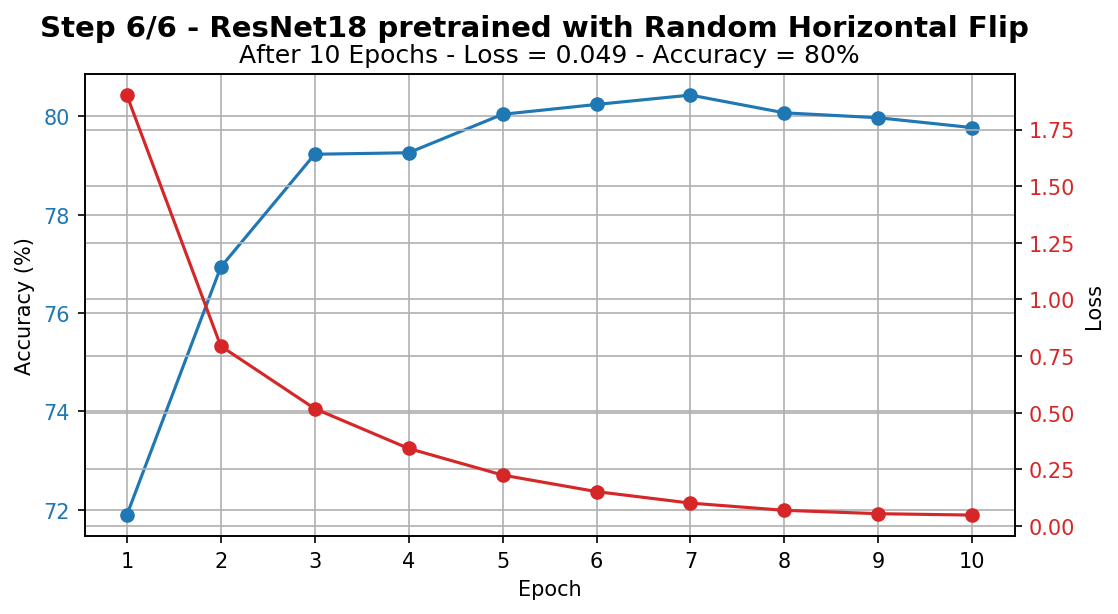 Step 6/6 - ResNet18 pretrained with Random Horizontal Flip
After 10 Epochs - Loss = 0.049 - Accuracy = 80%
Accuracy (%)
80
78
76
74
72
1.75
1.50
1.25
1.00
0.75
0.50
0.25
0.00
Loss
1 2 3 4 5 6 7 8 9 10
Epoch